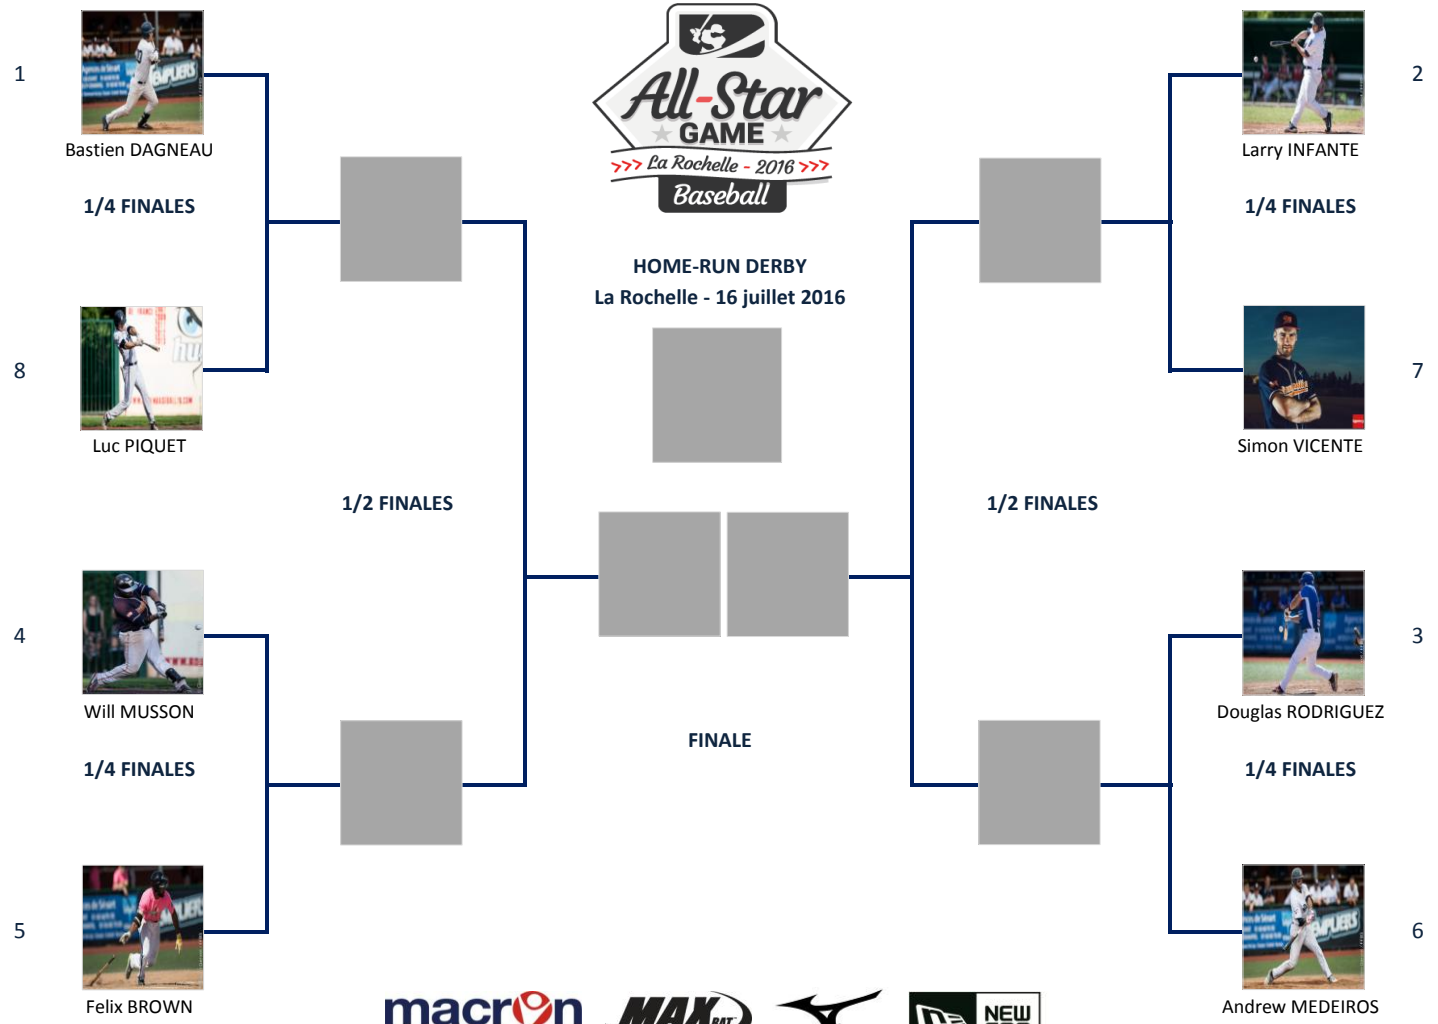 All-Star
GAME
>>> La Rochelle - 2016 >>>
Baseball
HOME-RUN DERBY
La Rochelle - 16 juillet 2016
1
Bastien DAGNEAU
1/4 FINALES
8
Luc PIQUET
1/2 FINALES
4
Will MUSSON
1/4 FINALES
5
Felix BROWN
FINALE
2
Larry INFANTE
1/4 FINALES
7
Simon VICENTE
1/2 FINALES
3
Douglas RODRIGUEZ
1/4 FINALES
6
Andrew MEDEIROS
macron
MAX BAT
NEW